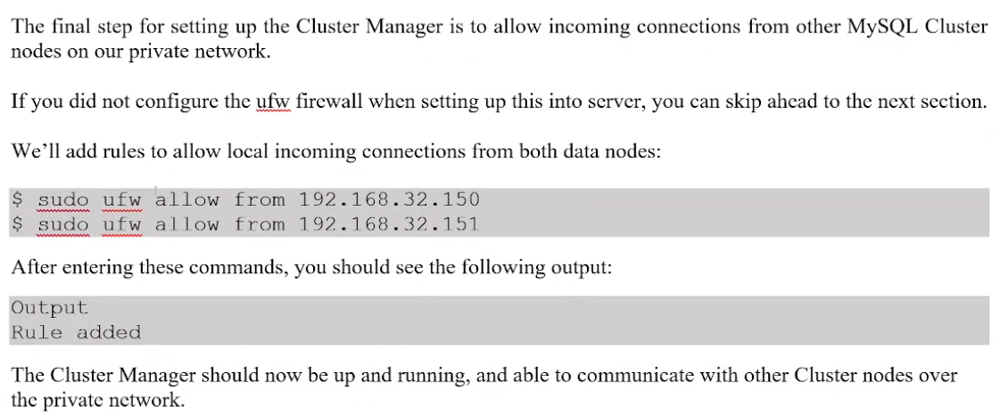 The final step for setting up the Cluster Manager is to allow incoming connections from other MySQL Cluster
nodes on our private network.
If you did not configure the ufw firewall when setting up this into server, you can skip ahead to the next section.
We’ll add rules to allow local incoming connections from both data nodes:
$ sudo ufw allow from 192.168.32.150
$ sudo ufw allow from 192.168.32.151
After entering these commands, you should see the following output:
Output
Rule added
The Cluster Manager should now be up and running, and able to communicate with other Cluster nodes over
the private network.